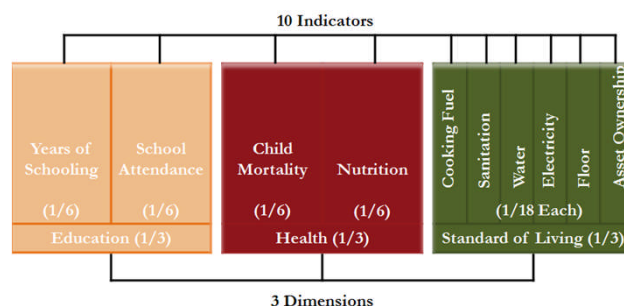 10 Indicators
Years of
Schooling
(1/6)
School
Attendance
(1/6)
Education (1/3)
Child
Mortality
(1/6)
Nutrition
(1/6)
Health (1/3)
Cooking Fuel
Sanitation
Water
Electricity
Floor
Asset Ownership
(1/18 Each)
Standard of Living (1/3)
3 Dimensions